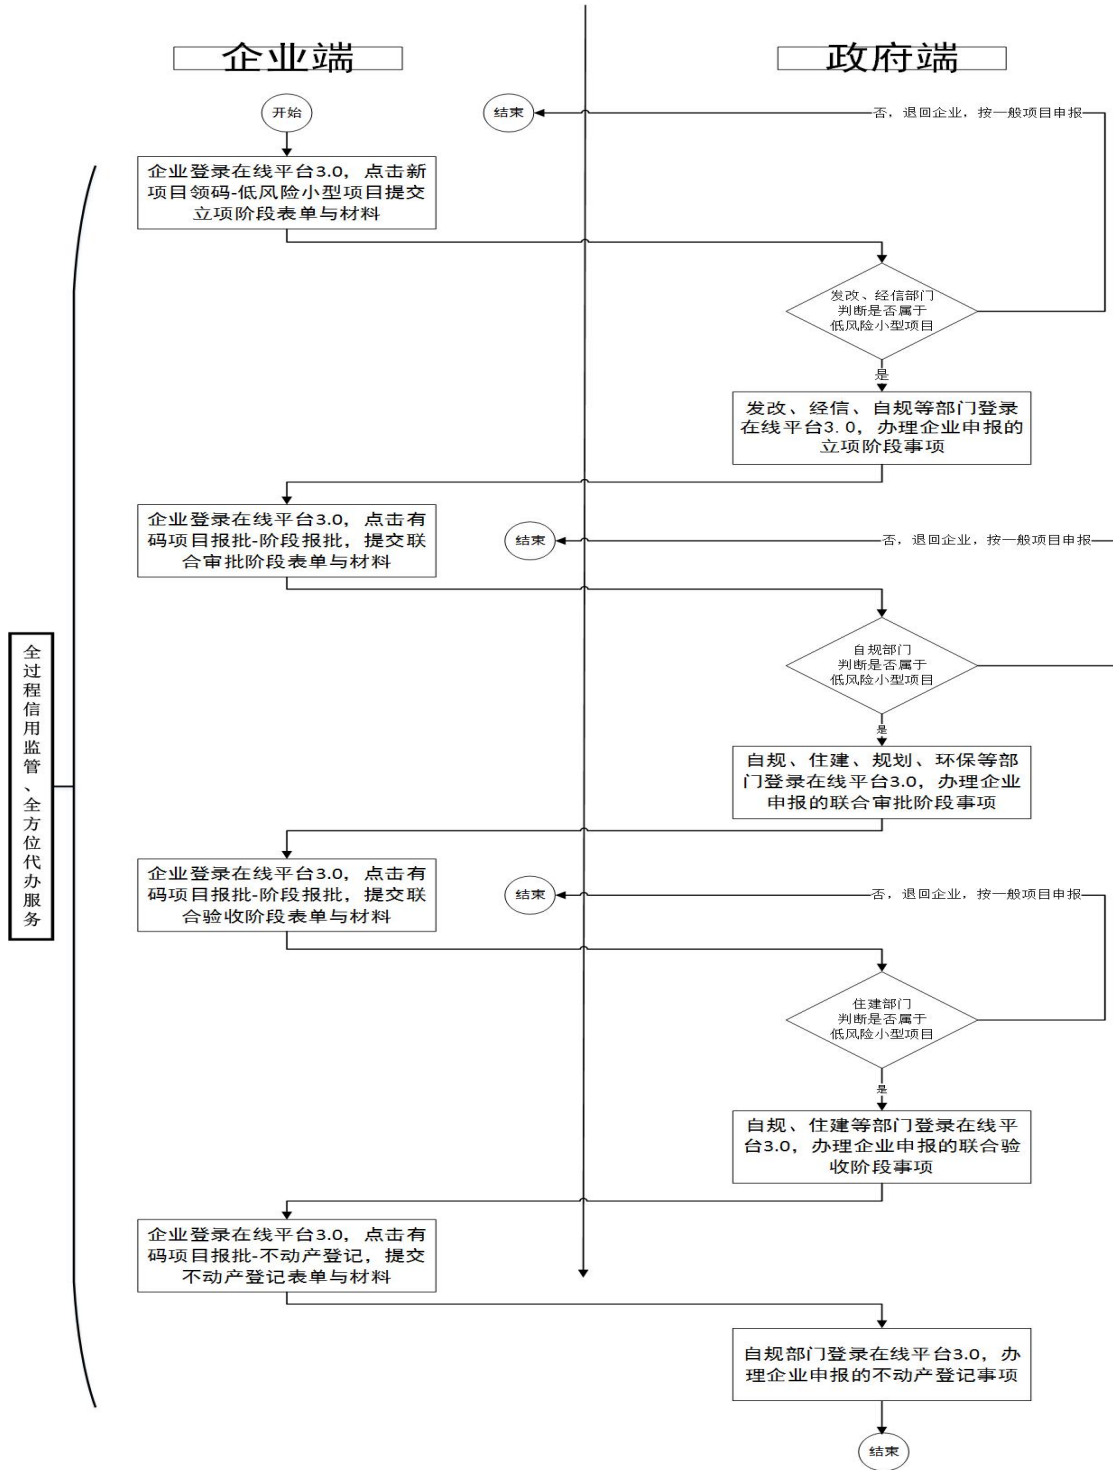 企业端
政府端
开始
结束
否，退回企业，按一般项目申报
企业登录在线平台3.0，点击新
项目领码-低风险小型项目提交
立项阶段表单与材料
发改、经信部门
判断是否属于
低风险小型项目
是
发改、经信、自规等部门登录
在线平台3.0，办理企业申报的
立项阶段事项
企业登录在线平台3.0，点击有
码项目报批-阶段报批，提交联
合审批阶段表单与材料
结束
否，退回企业，按一般项目申报
自规部门
判断是否属于
低风险小型项目
是
自规、住建、规划、环保等部
门登录在线平台3.0，办理企业
申报的联合审批阶段事项
全过程信用监管、全方位代办服务
企业登录在线平台3.0，点击有
码项目报批-阶段报批，提交联
合验收阶段表单与材料
结束
否，退回企业，按一般项目申报
住建部门
判断是否属于
低风险小型项目
是
自规、住建等部门登录在线平
台3.0，办理企业申报的联合验
收阶段事项
企业登录在线平台3.0，点击有
码项目报批-不动产登记，提交
不动产登记表单与材料
自规部门登录在线平台3.0，办
理企业申报的不动产登记事项
结束